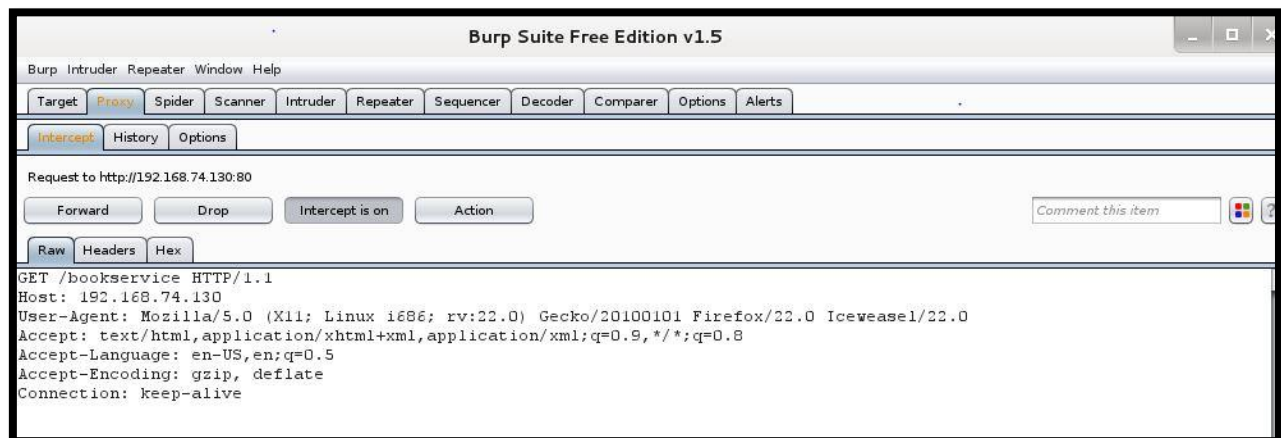 Burp Suite Free Edition v1.5
Burp Intruder Repeater Window Help
Target Proxy Spider Scanner Intruder Repeater Sequencer Decoder Comparer Options Alerts
Intercept History Options
Request to http://192.168.74.130:80
Forward Drop Intercept is on Action Comment this item ?
Raw Headers Hex
GET /bookservice HTTP/1.1
Host: 192.168.74.130
User-Agent: Mozilla/5.0 (X11; Linux i686; rv:22.0) Gecko/20100101 Firefox/22.0 Iceweasel/22.0
Accept: text/html,application/xhtml+xml,application/xml;q=0.9,*/*;q=0.8
Accept-Language: en-US,en;q=0.5
Accept-Encoding: gzip, deflate
Connection: keep-alive